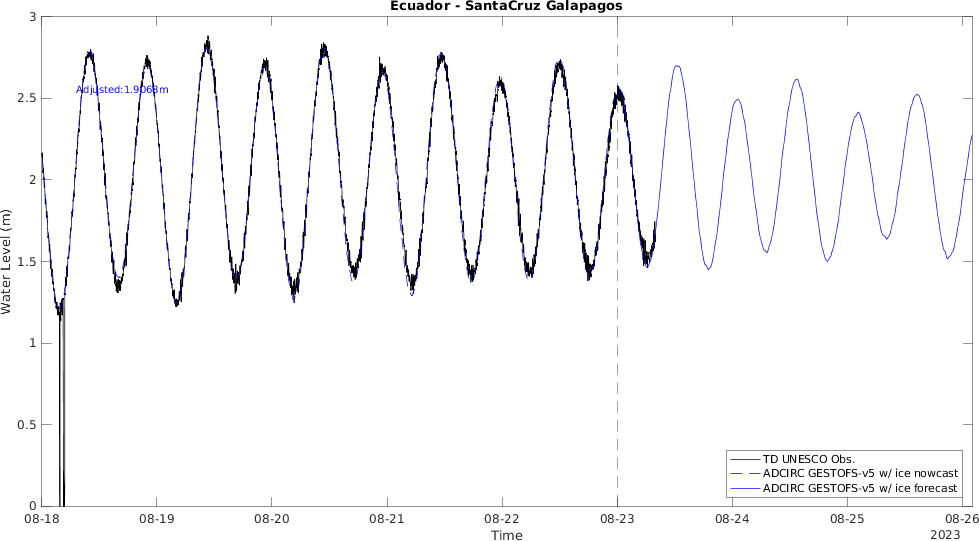 Ecuador - SantaCruz Galapagos
Adjusted:1.9063m
Water Level (m)
3
2.5
2
1.5
1
0.5
0
08-18 08-19 08-20 08-21 08-22 08-23 08-24 08-25 08-26
Time
2023
TD UNESCO Obs.
ADCIRC GESTOFS-v5 w/ ice nowcast
ADCIRC GESTOFS-v5 w/ ice forecast